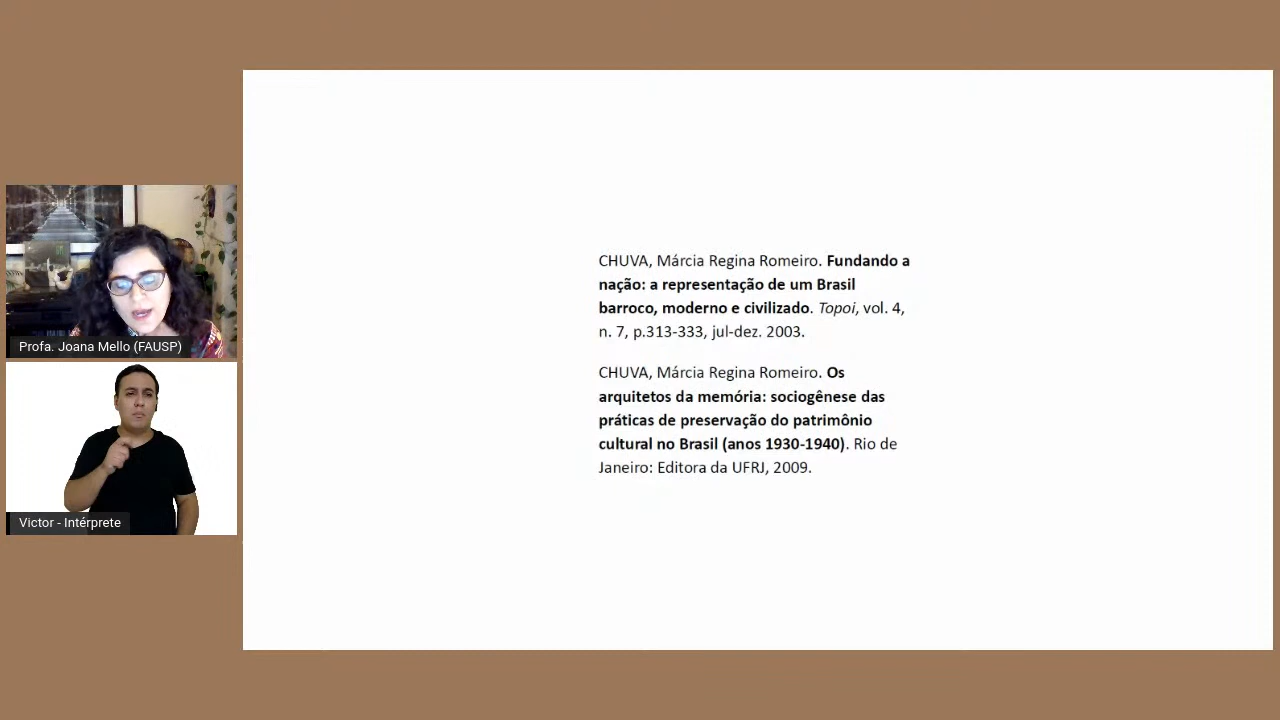 CHUVA, Márcia Regina Romeiro. Fundando a
nação: a representação de um Brasil
barroco, moderno e civilizado. Topoi, vol. 4,
n. 7, p.313-333, jul-dez. 2003.
CHUVA, Márcia Regina Romeiro. Os
arquitetos da memória: sociogênese das
práticas de preservação do patrimônio
cultural no Brasil (anos 1930-1940). Rio de
Janeiro: Editora da UFRJ, 2009.
Profa. Joana Mello (FAUSP)
Victor - Intérprete